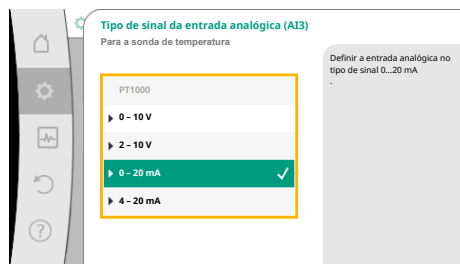 Tipo de sinal da entrada analógica (AI3)
Para a sonda de temperatura
Definir a entrada analógica no
tipo de sinal 0...20 mA
.
PT1000
0 – 10 V
2 – 10 V
0 – 20 mA
4 – 20 mA
?